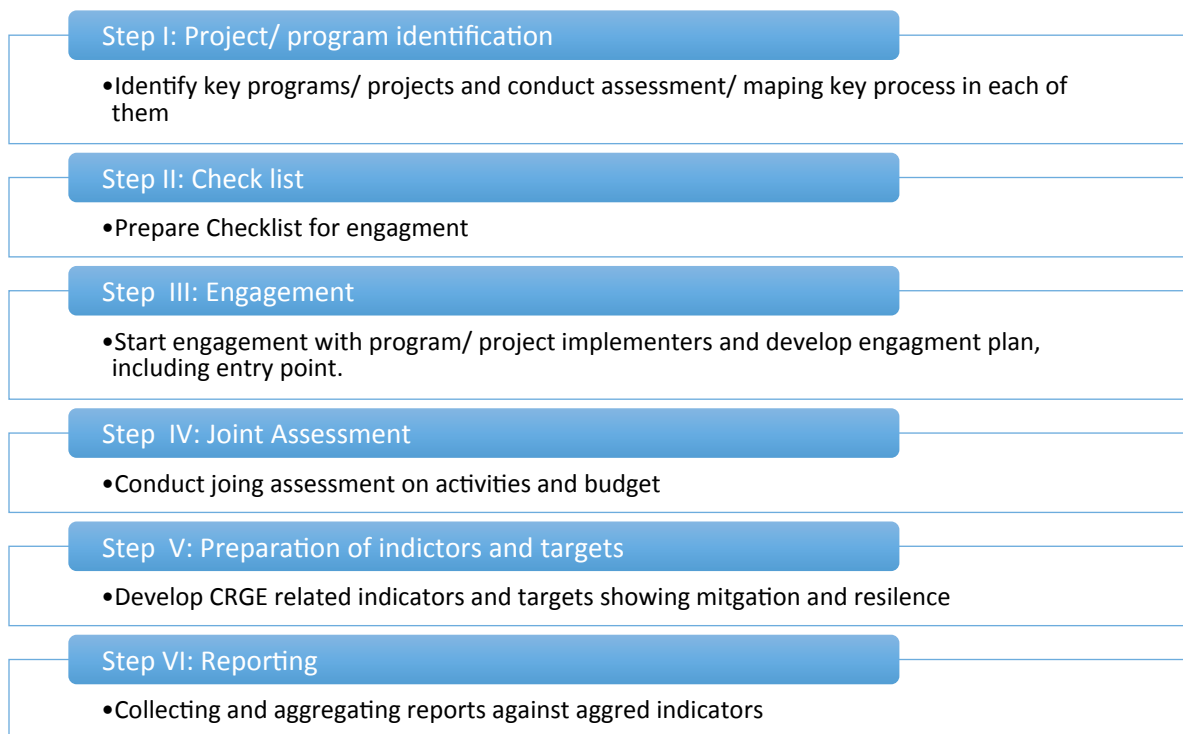 Step I: Project/ program identification
•Identify key programs/ projects and conduct assessment/ maping key process in each of
them
Step II: Check list
•Prepare Checklist for engagment
Step  III: Engagement
•Start engagement with program/ project implementers and develop engagment plan,
including entry point.
Step  IV: Joint Assessment
•Conduct joing assessment on activities and budget
Step  V: Preparation of indictors and targets
•Develop CRGE related indicators and targets showing mitgation and resilence
Step VI: Reporting
•Collecting and aggregating reports against aggred indicators